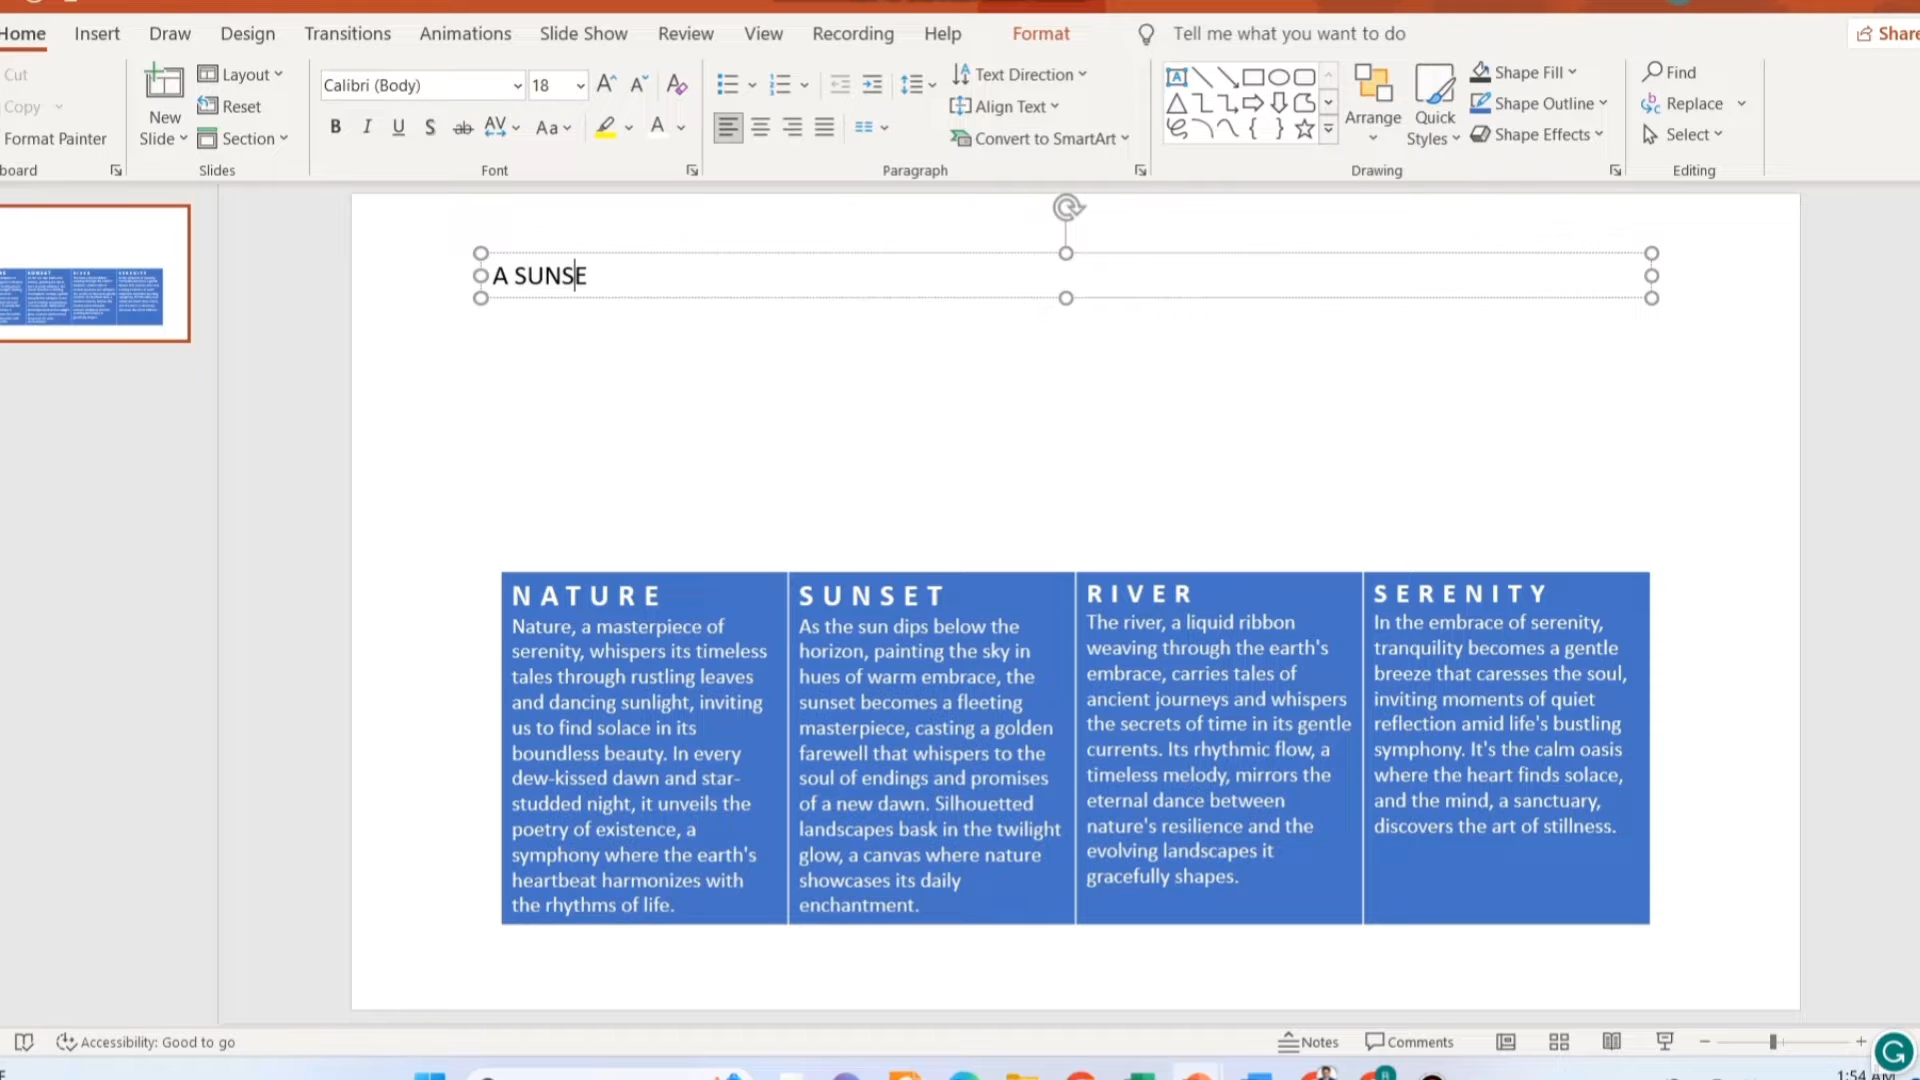 Home Insert Draw Design Transitions Animations Slide Show Review View Recording Help Format Tell me what you want to do Share
Cut
Copy
Format Painter
board
New
Slide
Layout
Reset
Section
Slides
Calibri (Body) 18
B I U S ab AV Aa A
Font
Text Direction
Align Text
Convert to SmartArt
Paragraph
Arrange
Quick
Styles
Shape Fill
Shape Outline
Shape Effects
Drawing
Find
Replace
Select
Editing
A SUNSE
NATURE
Nature, a masterpiece of
serenity, whispers its timeless
tales through rustling leaves
and dancing sunlight, inviting
us to find solace in its
boundless beauty. In every
dew-kissed dawn and star-
studded night, it unveils the
poetry of existence, a
symphony where the earth's
heartbeat harmonizes with
the rhythms of life.
SUNSET
As the sun dips below the
horizon, painting the sky in
hues of warm embrace, the
sunset becomes a fleeting
masterpiece, casting a golden
farewell that whispers to the
soul of endings and promises
of a new dawn. Silhouetted
landscapes bask in the twilight
glow, a canvas where nature
showcases its daily
enchantment.
RIVER
The river, a liquid ribbon
weaving through the earth's
embrace, carries tales of
ancient journeys and whispers
the secrets of time in its gentle
currents. Its rhythmic flow, a
timeless melody, mirrors the
eternal dance between
nature's resilience and the
evolving landscapes it
gracefully shapes.
SERENITY
In the embrace of serenity,
tranquility becomes a gentle
breeze that caresses the soul,
inviting moments of quiet
reflection amid life's bustling
symphony. It's the calm oasis
where the heart finds solace,
and the mind, a sanctuary,
discovers the art of stillness.
Accessibility: Good to go
Notes
Comments
1:54 AM